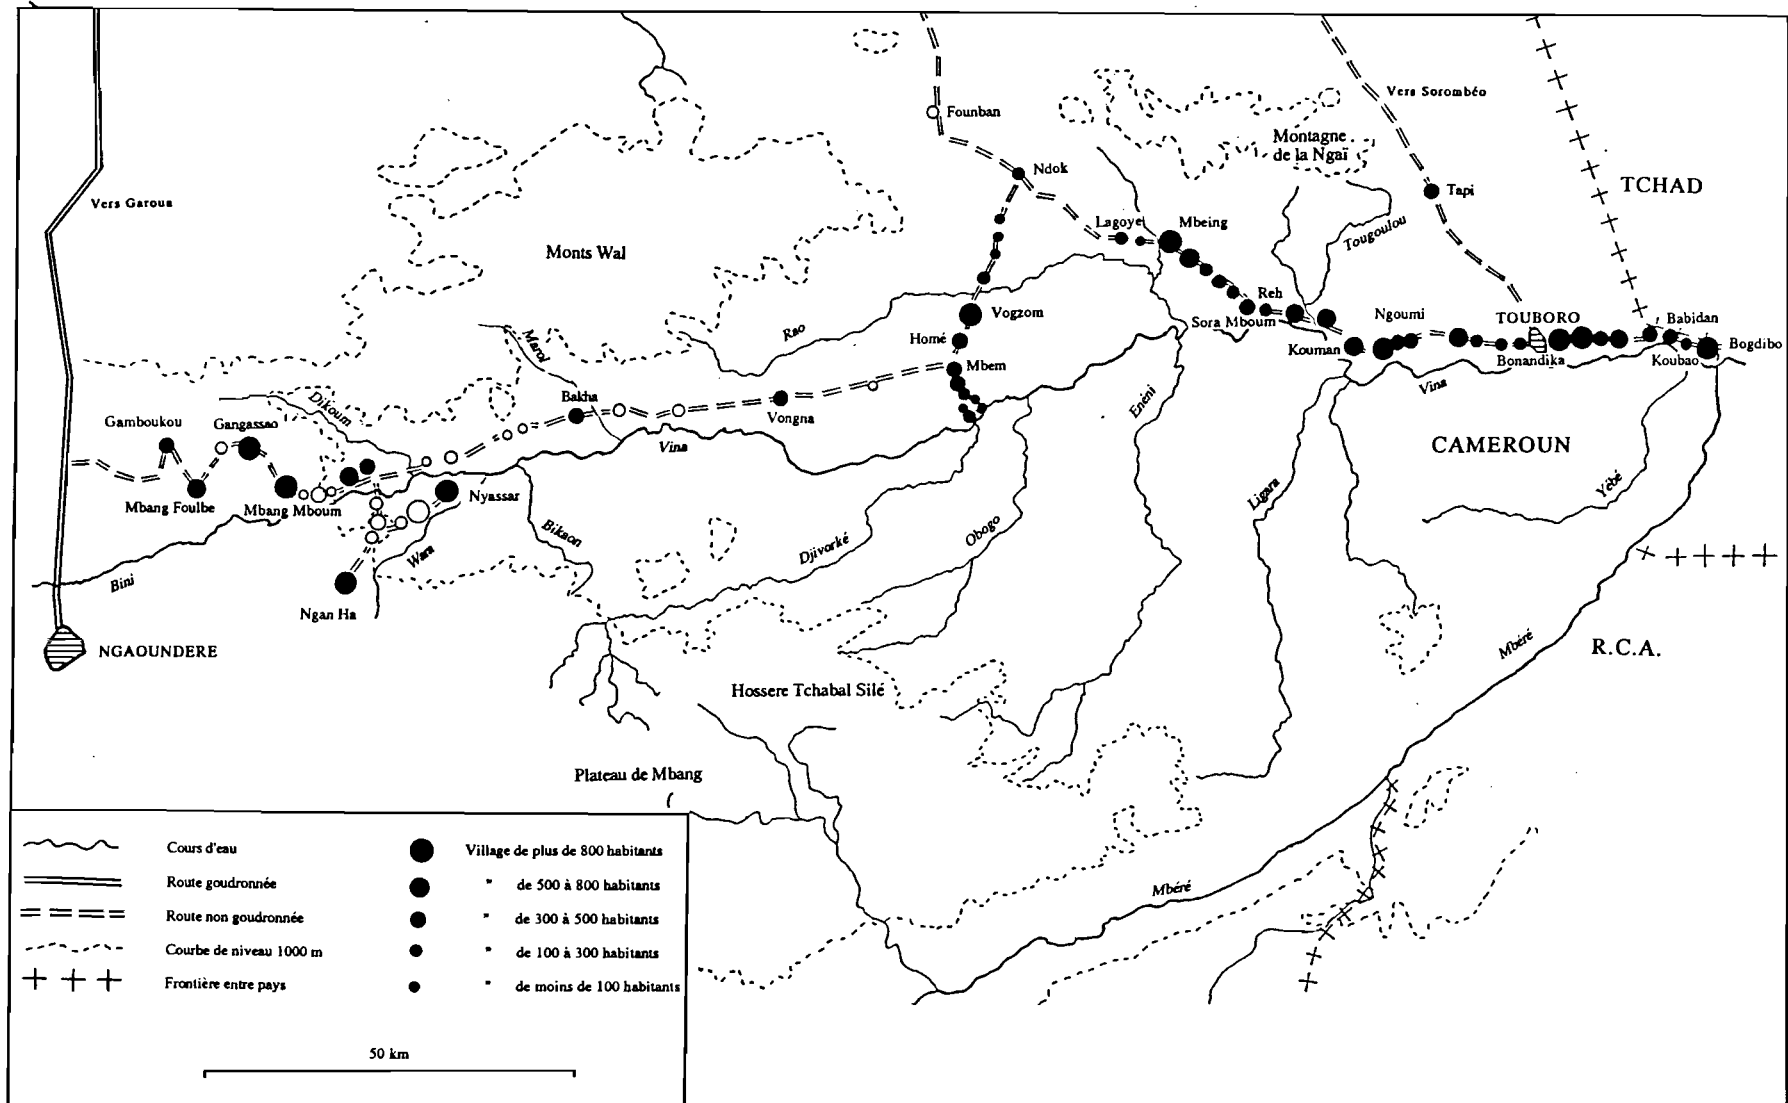 Founban
Vers Sorombéo
Montagne
de la Ngaï
Ndok
TCHAD
Tapi
Vers Garoua
Lagoye
Mbeing
Tougoulou
Monts Wal
Reh
Vogzom
Sora Mboum
Ngoumi
TOUBORO
Babidan
Rao
Homé
Kouman
Bonandika
Koubao
Bogdibo
Marol
Mbem
Vina
Dikoum
Bakha
Enéni
Gamboukou
Gangassao
Vongna
Vina
CAMEROUN
Mbang Foulbe
Mbang Mboum
Nyassar
Ligara
Yébé
Bikaon
Djivorké
Obogo
Bini
Wara
Ngan Ha
NGAOUNDERE
Mbéré
R.C.A.
Hossere Tchabal Silé
Plateau de Mbang
Mbéré
Cours d'eau
Route goudronnée
Route non goudronnée
Courbe de niveau 1000 m
Frontière entre pays
Village de plus de 800 habitants
" de 500 à 800 habitants
" de 300 à 500 habitants
" de 100 à 300 habitants
" de moins de 100 habitants
50 km